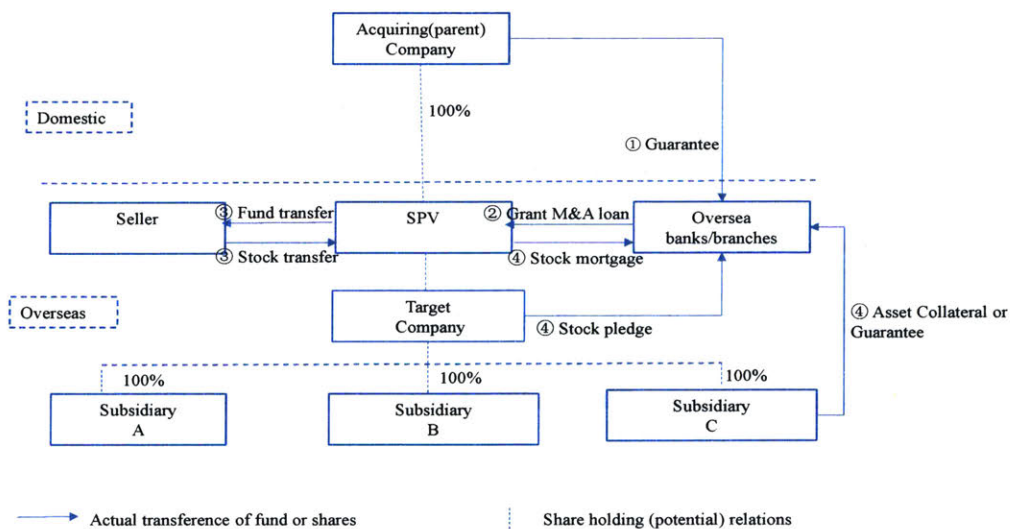 Acquiring(parent)
Company
100%
Domestic
① Guarantee
Seller
③ Fund transfer
SPV
② Grant M&A loan
Oversea
banks/branches
③ Stock transfer
④ Stock mortgage
Target
Company
④ Asset Collateral or
Guarantee
Overseas
④ Stock pledge
100%
100%
100%
Subsidiary
A
Subsidiary
B
Subsidiary
C
Actual transference of fund or shares
Share holding (potential) relations